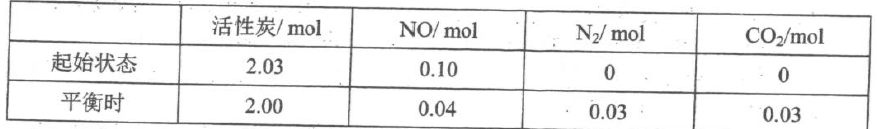 活性炭/ mol NO/ mol N₂/ mol CO₂/mol
起始状态 2.03 0.10 0 0
平衡时 2.00 0.04 0.03 0.03